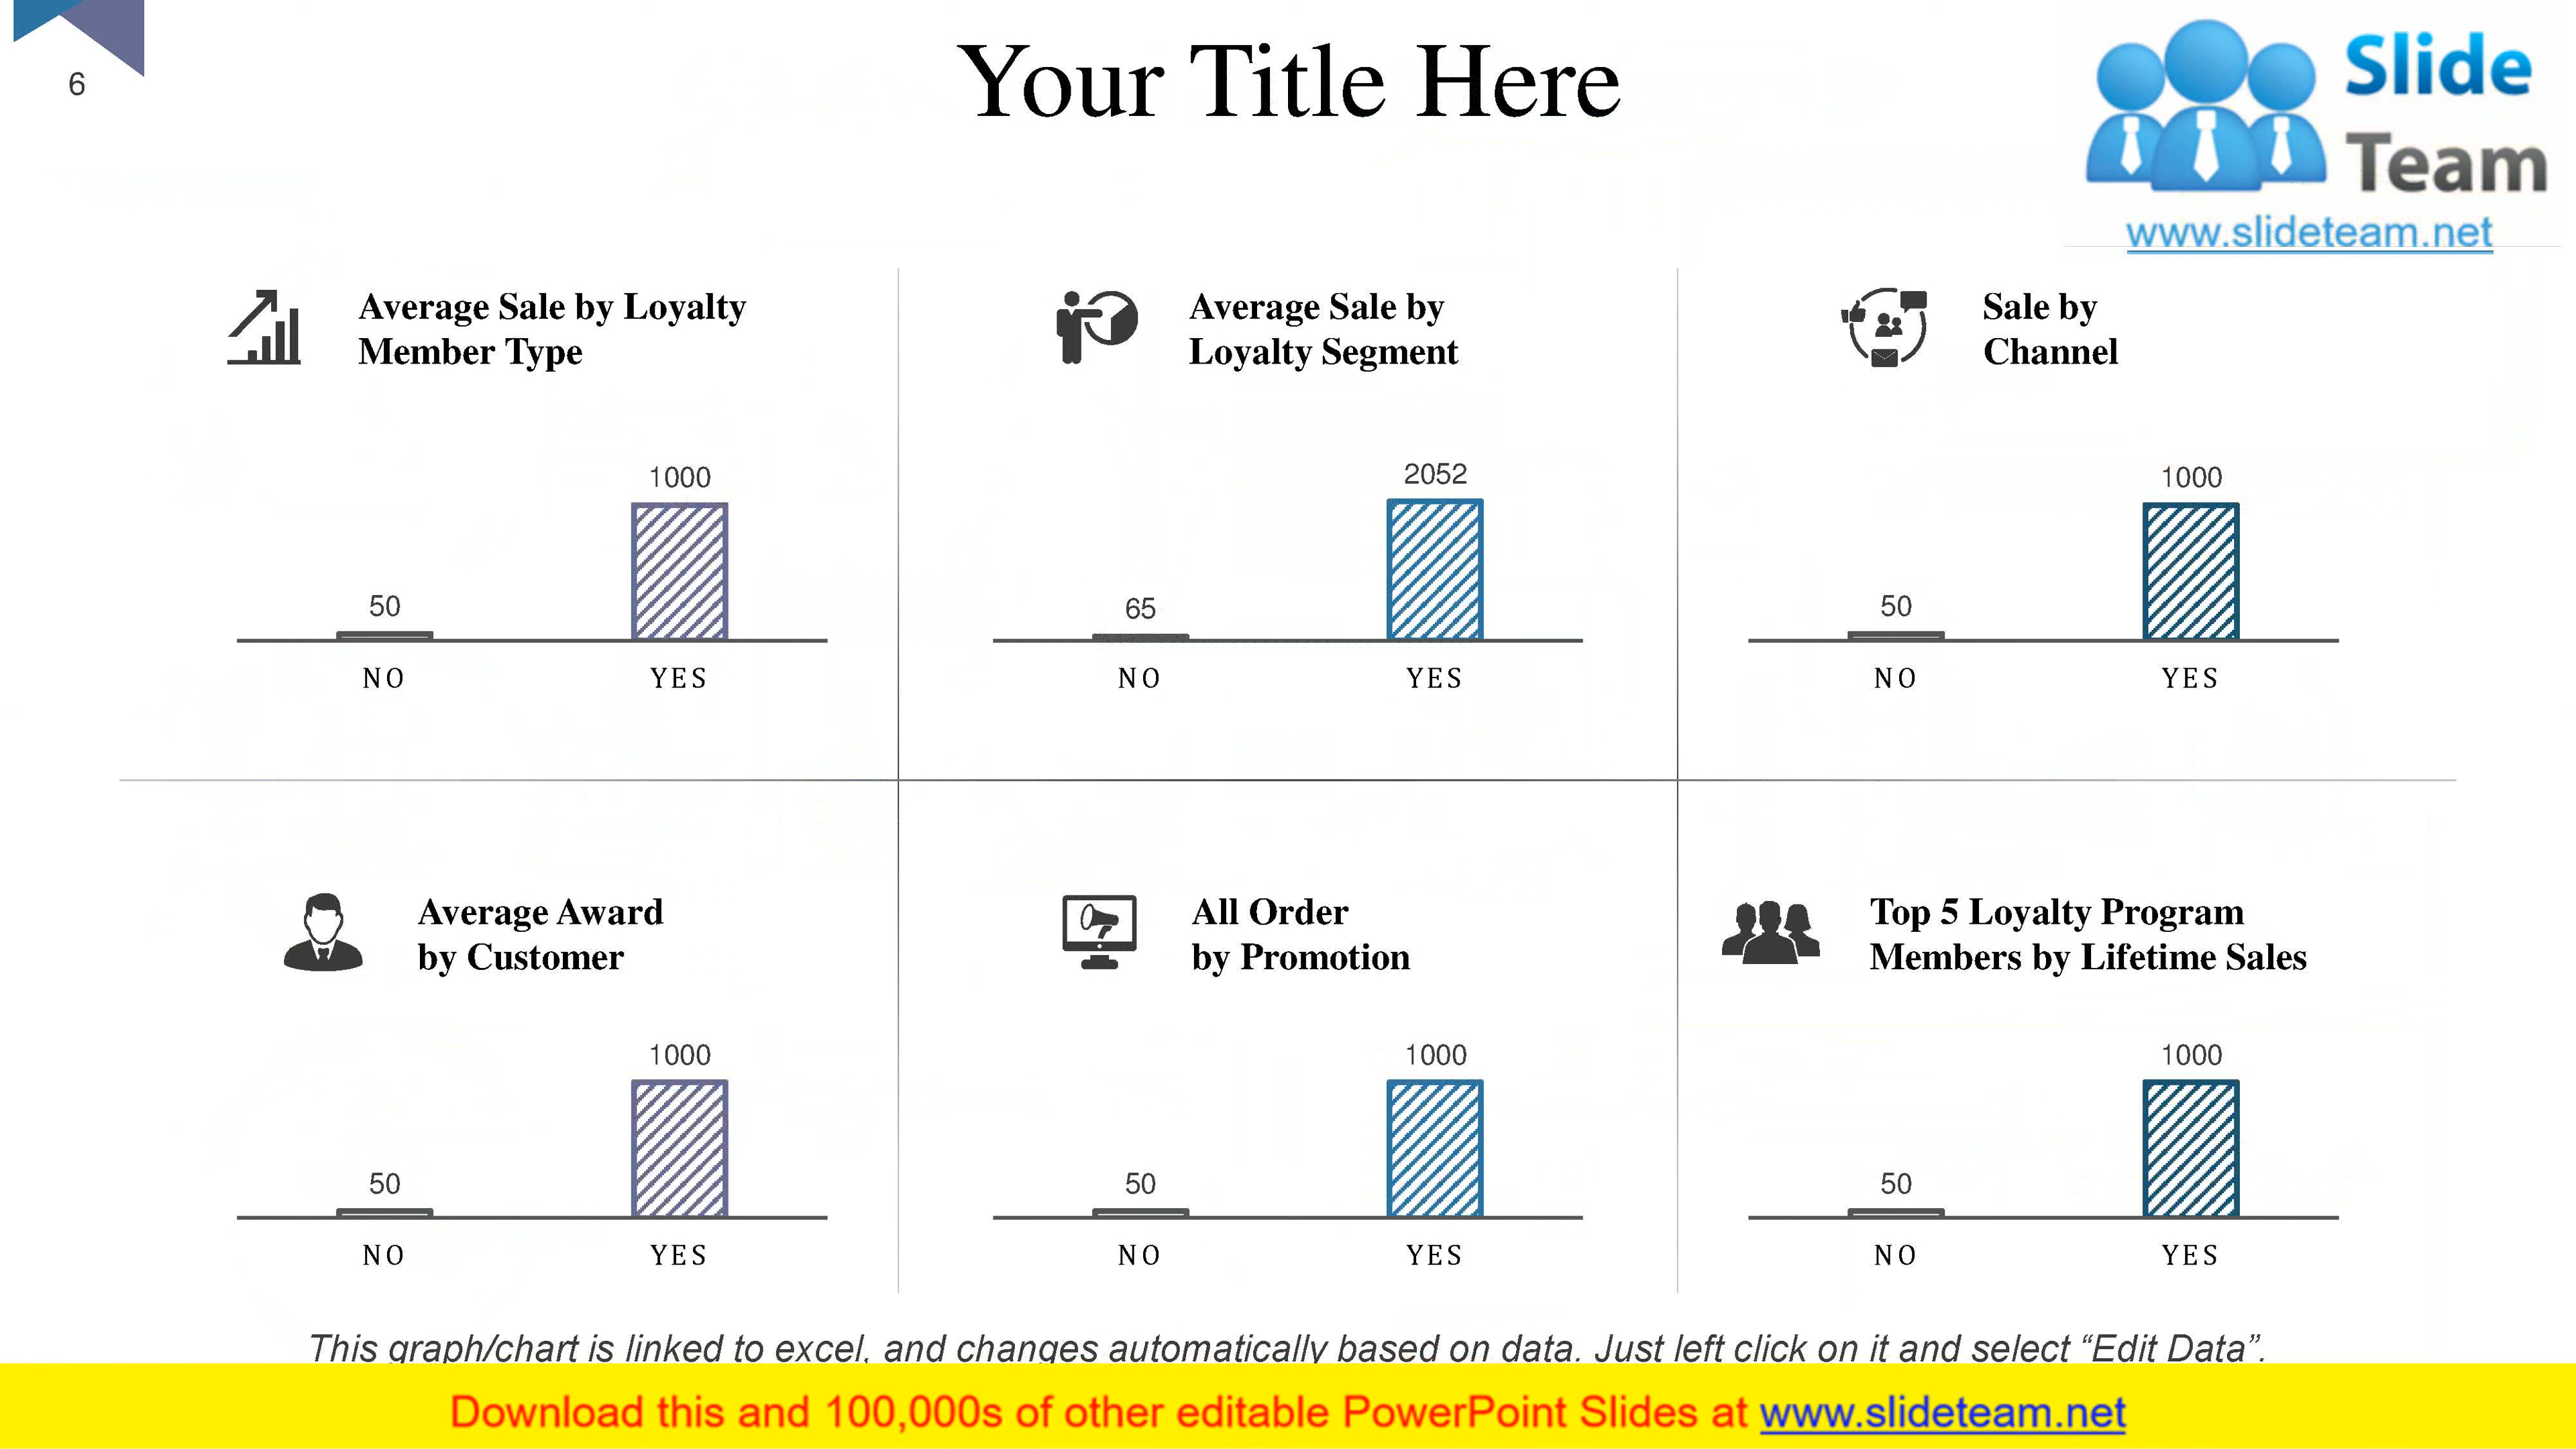 6
Your Title Here
Slide
Team
www.slideteam.net
Average Sale by Loyalty
Member Type
1000
50
NO YES
Average Sale by
Loyalty Segment
2052
65
NO YES
Sale by
Channel
1000
50
NO YES
Average Award
by Customer
1000
50
NO YES
All Order
by Promotion
1000
50
NO YES
Top 5 Loyalty Program
Members by Lifetime Sales
1000
50
NO YES
This graph/chart is linked to excel, and changes automatically based on data. Just left click on it and select “Edit Data”.
Download this and 100,000s of other editable PowerPoint Slides at www.slideteam.net